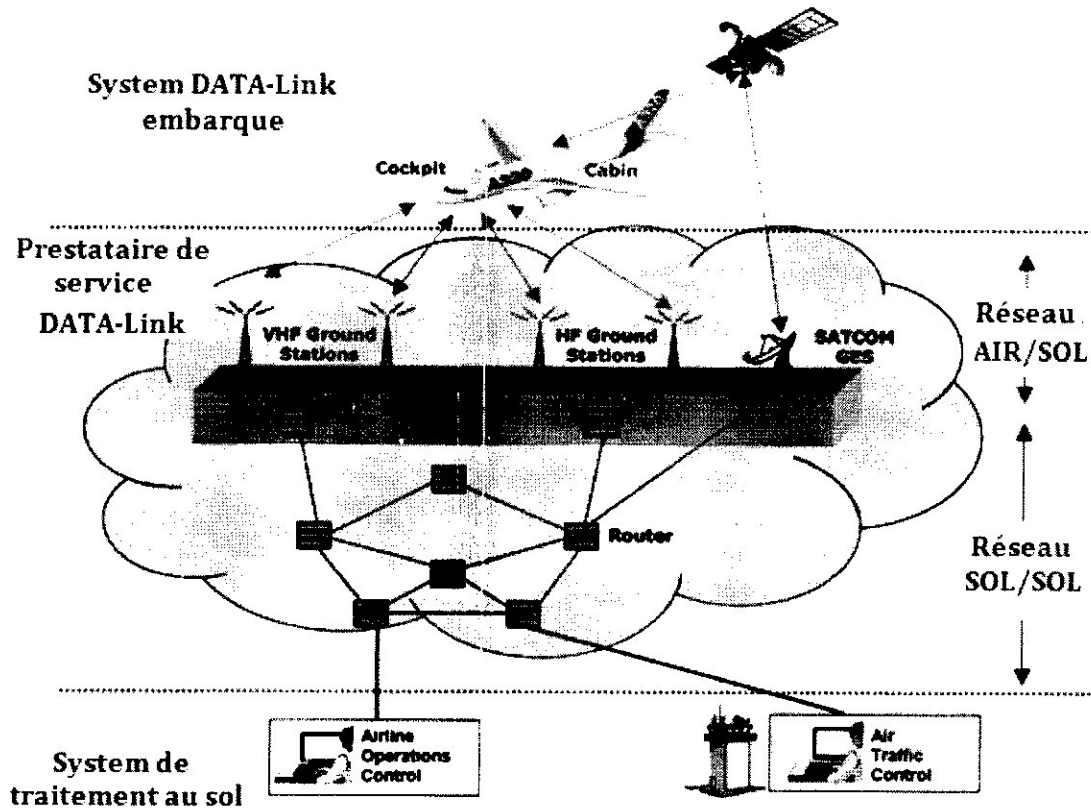 System DATA-Link
embarque
Cockpit
Cabin
Prestataire de
service
DATA-Link
VHF Ground
Stations
HF Ground
Stations
SATCOM
GES
Réseau
AIR/SOL
Router
Réseau
SOL/SOL
Airline
Operations
Control
Air
Traffic
Control
System de
traitement au sol